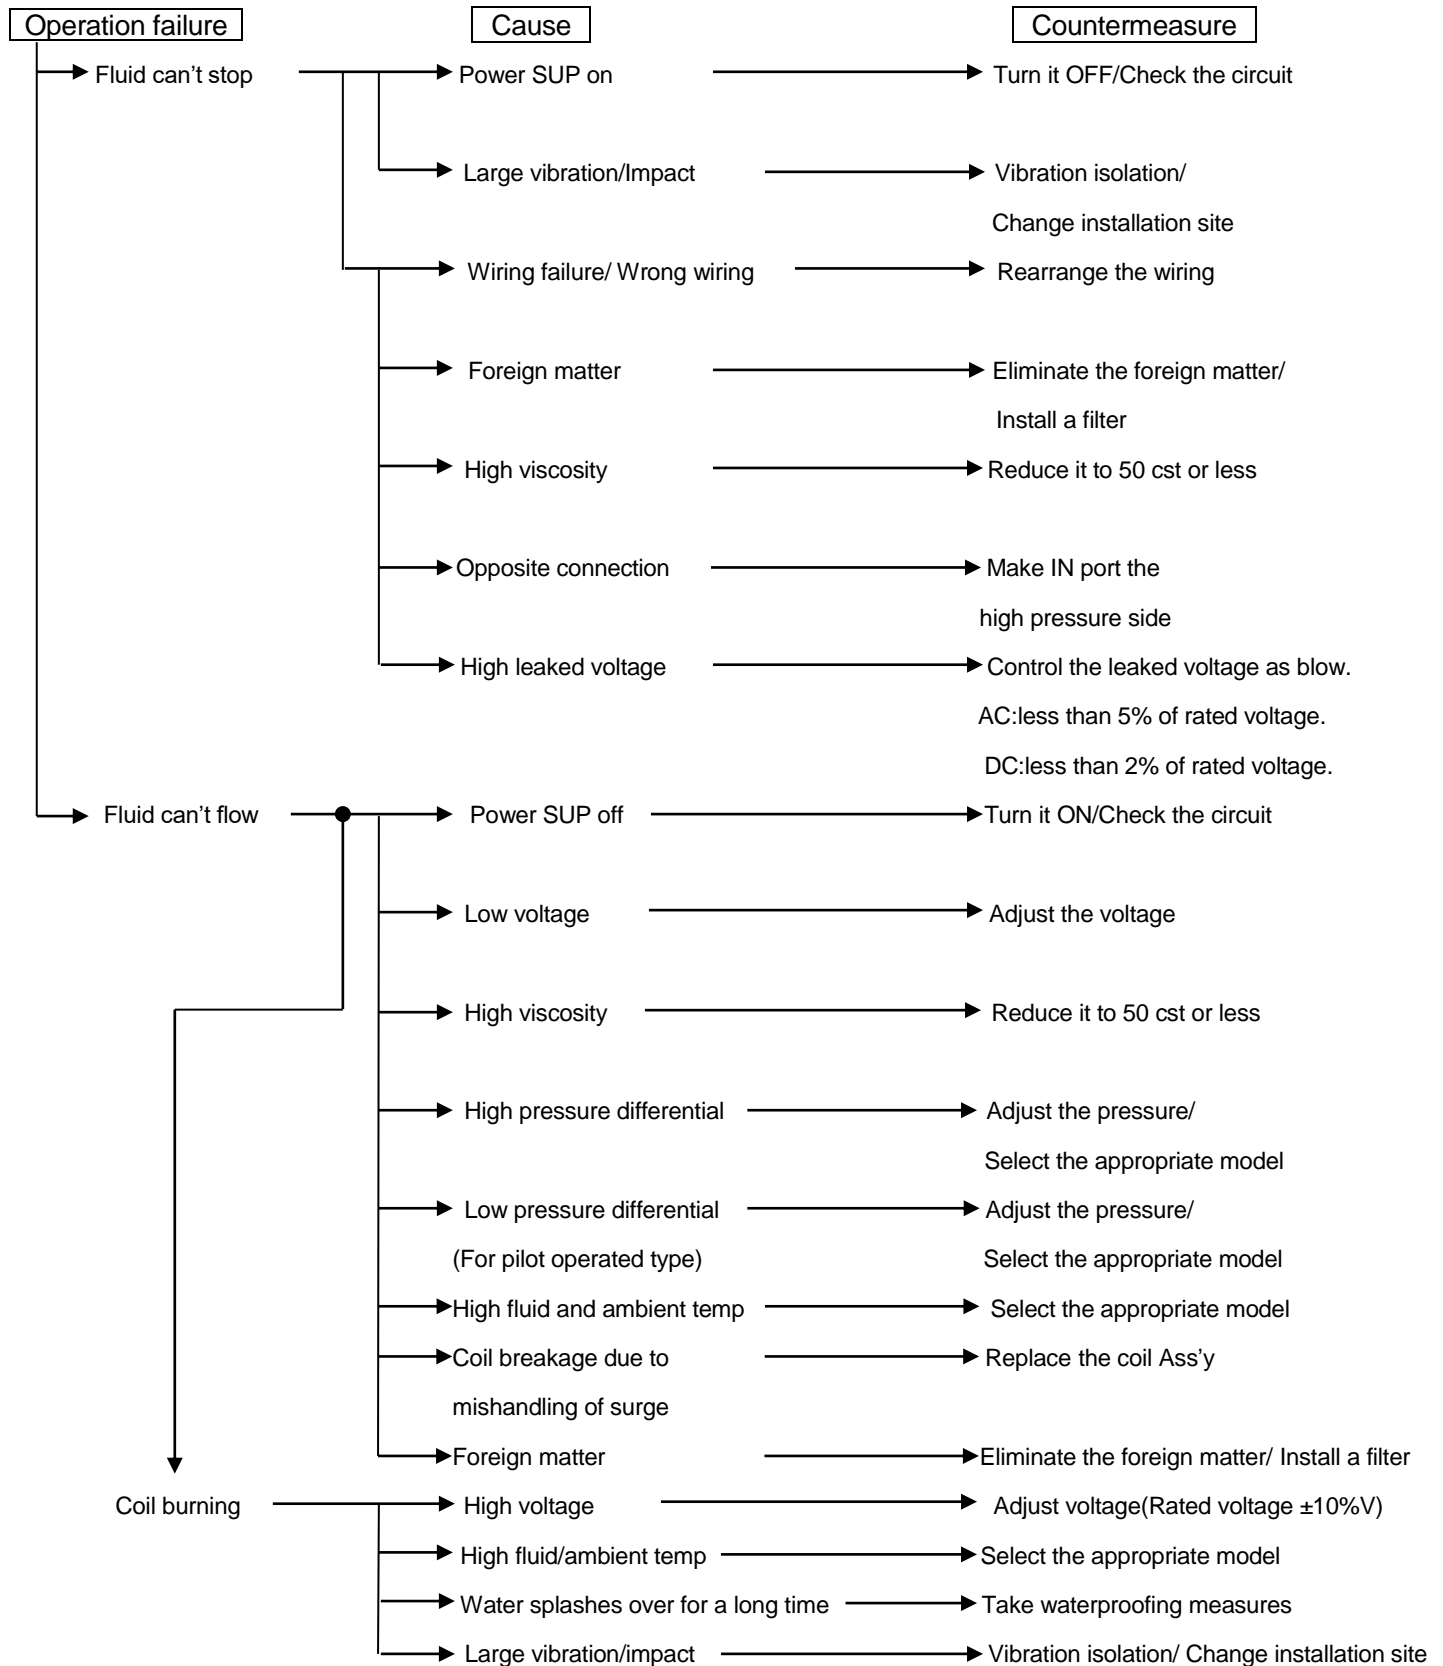 Operation failure Cause Countermeasure
Fluid can’t stop Power SUP on Turn it OFF/Check the circuit
Large vibration/Impact Vibration isolation/
Change installation site
Wiring failure/ Wrong wiring Rearrange the wiring
Foreign matter Eliminate the foreign matter/
Install a filter
High viscosity Reduce it to 50 cst or less
Opposite connection Make IN port the
high pressure side
High leaked voltage Control the leaked voltage as blow.
AC:less than 5% of rated voltage.
DC:less than 2% of rated voltage.
Fluid can’t flow Power SUP off Turn it ON/Check the circuit
Low voltage Adjust the voltage
High viscosity Reduce it to 50 cst or less
High pressure differential Adjust the pressure/
Select the appropriate model
Low pressure differential Adjust the pressure/
(For pilot operated type) Select the appropriate model
High fluid and ambient temp Select the appropriate model
Coil breakage due to Replace the coil Ass’y
mishandling of surge
Foreign matter Eliminate the foreign matter/ Install a filter
Coil burning High voltage Adjust voltage(Rated voltage ±10%V)
High fluid/ambient temp Select the appropriate model
Water splashes over for a long time Take waterproofing measures
Large vibration/impact Vibration isolation/ Change installation site